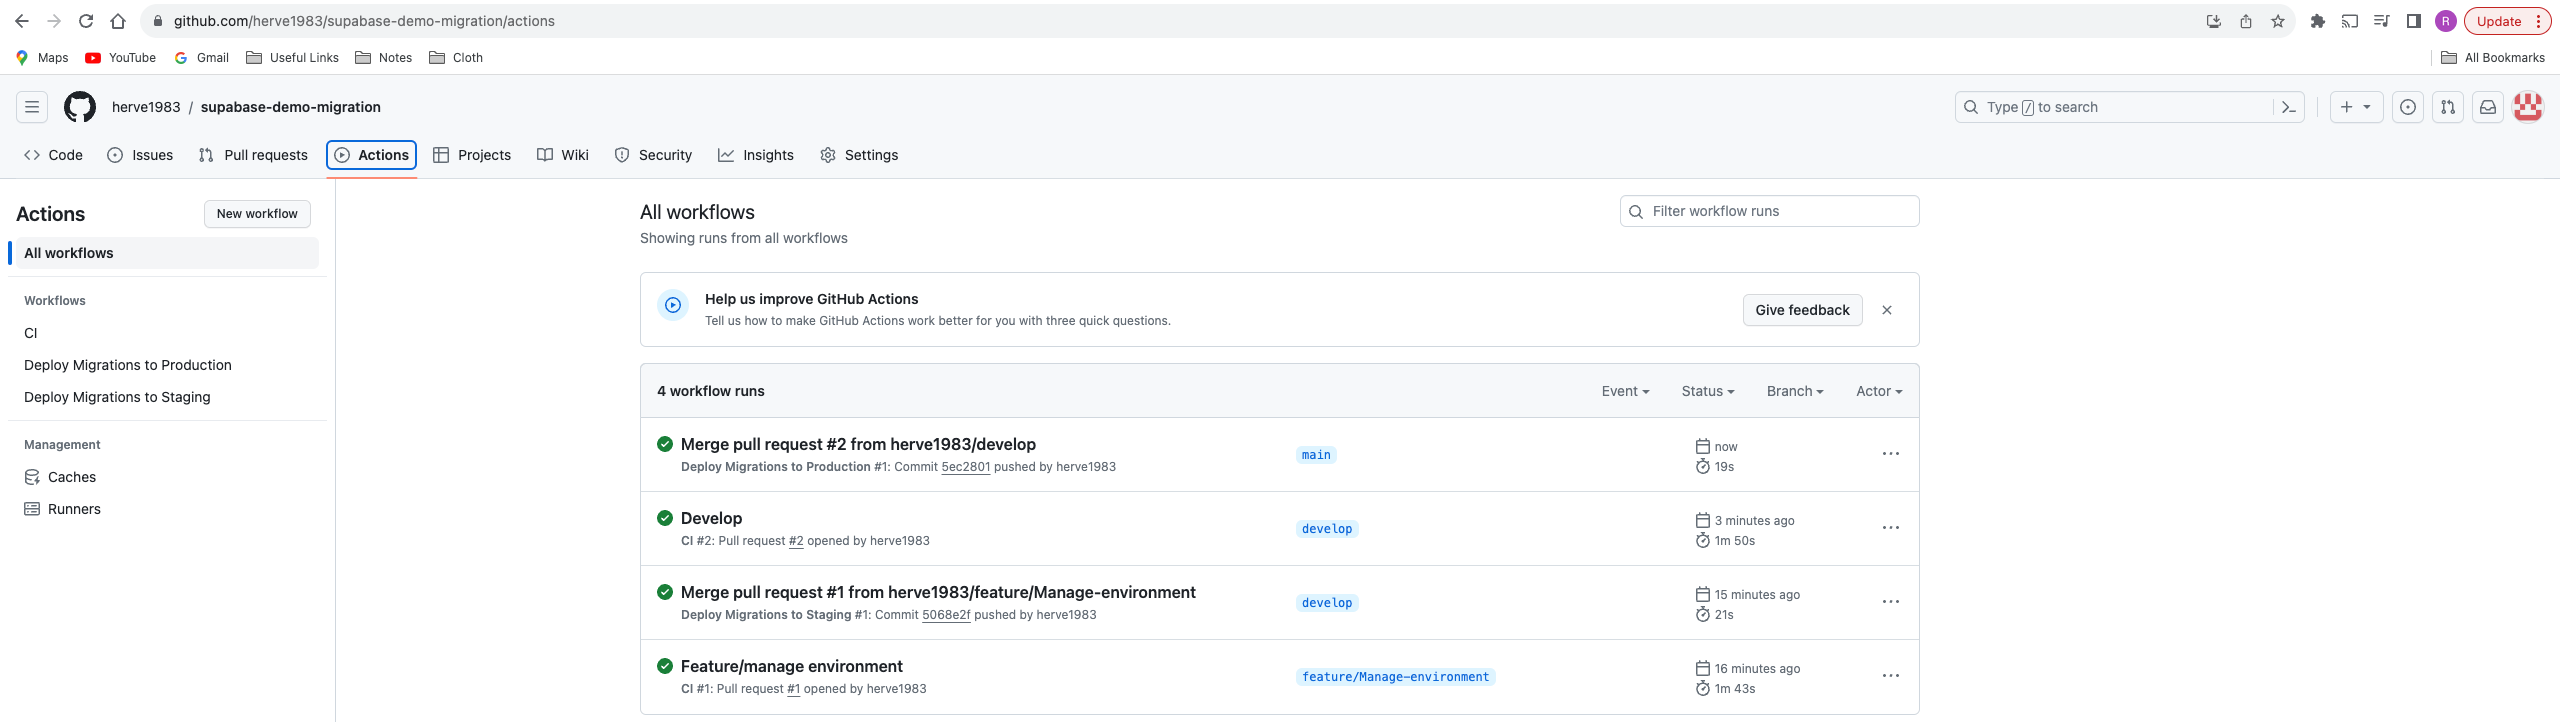 github.com/herve1983/supabase-demo-migration/actions
R
Update
Maps
YouTube
Gmail
Useful Links
Notes
Cloth
All Bookmarks
herve1983 / supabase-demo-migration
Type / to search
Code
Issues
Pull requests
Actions
Projects
Wiki
Security
Insights
Settings
Actions
New workflow
All workflows
Workflows
CI
Deploy Migrations to Production
Deploy Migrations to Staging
Management
Caches
Runners
All workflows
Showing runs from all workflows
Filter workflow runs
Help us improve GitHub Actions
Tell us how to make GitHub Actions work better for you with three quick questions.
Give feedback
4 workflow runs
Event
Status
Branch
Actor
Merge pull request #2 from herve1983/develop
Deploy Migrations to Production #1: Commit 5ec2801 pushed by herve1983
main
now
19s
Develop
CI #2: Pull request #2 opened by herve1983
develop
3 minutes ago
1m 50s
Merge pull request #1 from herve1983/feature/Manage-environment
Deploy Migrations to Staging #1: Commit 5068e2f pushed by herve1983
develop
15 minutes ago
21s
Feature/manage environment
CI #1: Pull request #1 opened by herve1983
feature/Manage-environment
16 minutes ago
1m 43s